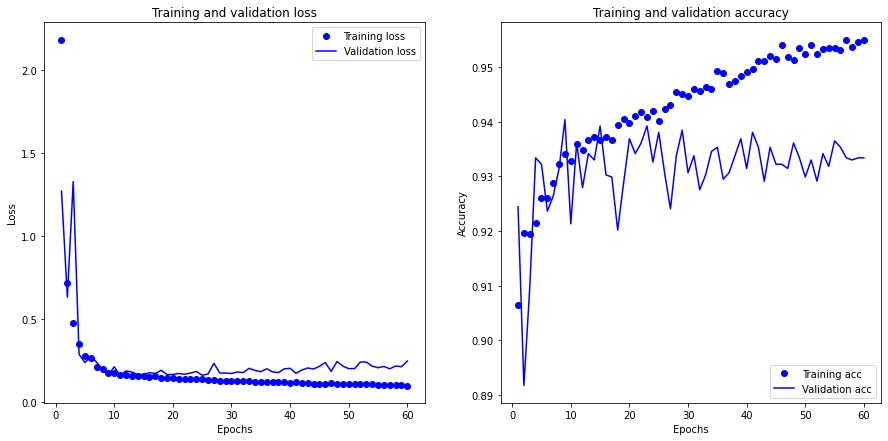 Training and validation loss
Training loss
Validation loss
Loss
2.0
1.5
1.0
0.5
0.0
0
10
20
30
40
50
60
Epochs
Training and validation accuracy
Accuracy
0.95
0.94
0.93
0.92
0.91
0.90
0.89
Training acc
Validation acc
0
10
20
30
40
50
60
Epochs